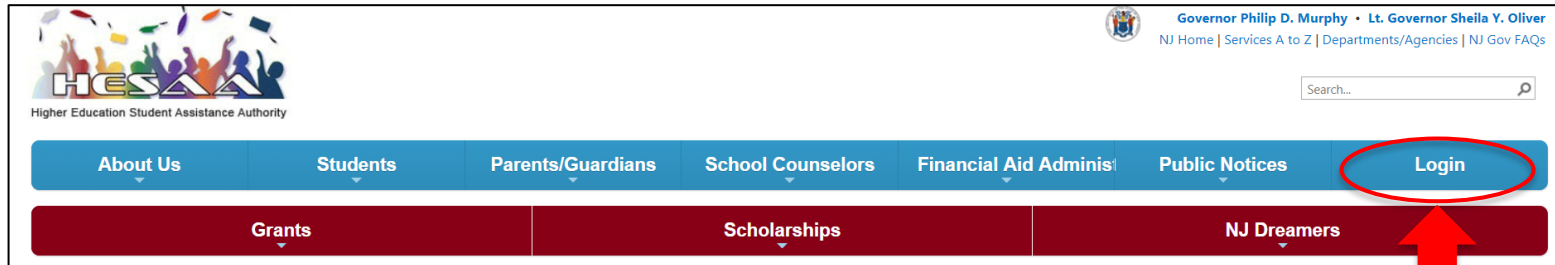 HESAA
Higher Education Student Assistance Authority
Governor Philip D. Murphy • Lt. Governor Sheila Y. Oliver
NJ Home | Services A to Z | Departments/Agencies | NJ Gov FAQs
Search...
About Us Students Parents/Guardians School Counselors Financial Aid Adminis Public Notices Login
Grants Scholarships NJ Dreamers